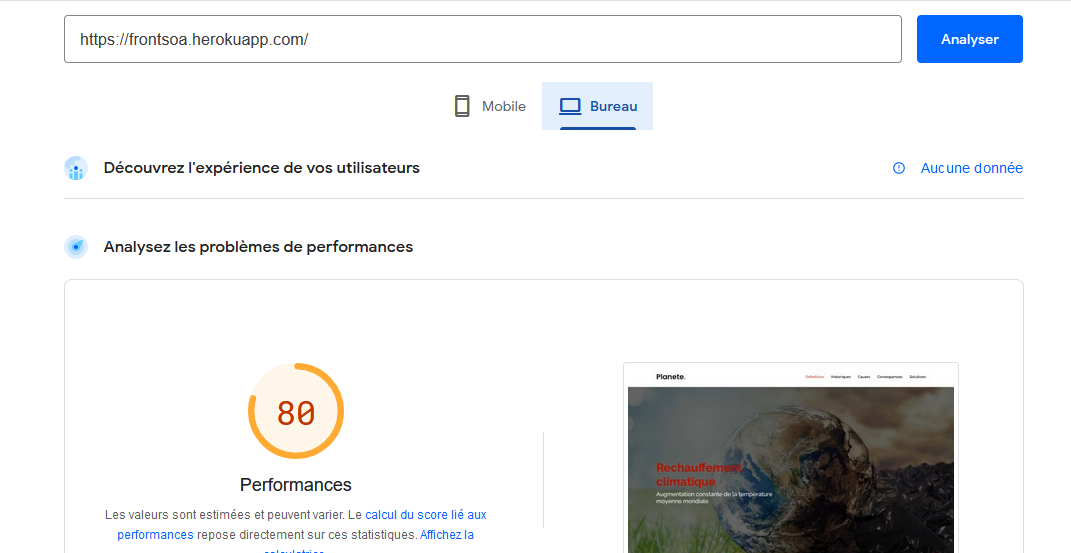 https://frontsoa.herokuapp.com/
Analyser
Mobile
Bureau
Découvrez l'expérience de vos utilisateurs
Aucune donnée
Analysez les problèmes de performances
80
Performances
Les valeurs sont estimées et peuvent varier. Le calcul du score lié aux
performances repose directement sur ces statistiques. Affichez la
calculatrice.
Planete.
Definitions Historiques Causes Consequences Solutions
Rechauffement
climatique
Augmentation constante de la température
moyenne mondiale